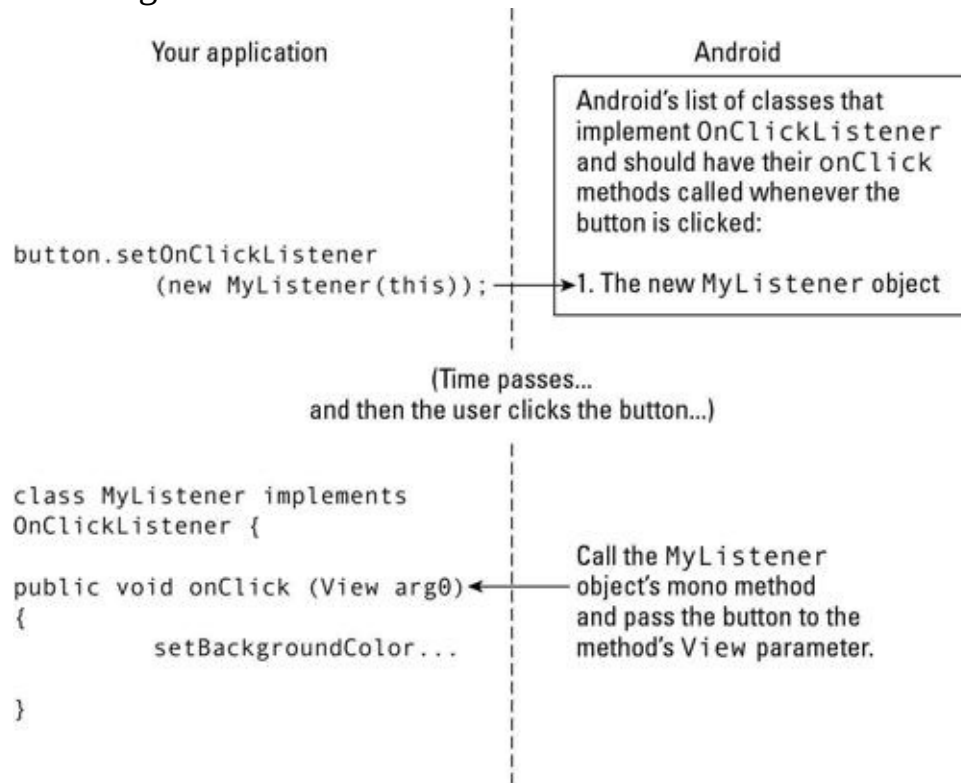 Your application
Android
Android's list of classes that
implement OnClickListener
and should have their onClick
methods called whenever the
button is clicked:
button.setOnClickListener
(new MyListener(this));
1. The new MyListener object
(Time passes...
and then the user clicks the button...)
class MyListener implements
OnClickListener {
public void onClick (View arg0)
{
setBackgroundColor...
}
Call the MyListener
object's mono method
and pass the button to the
method's View parameter.